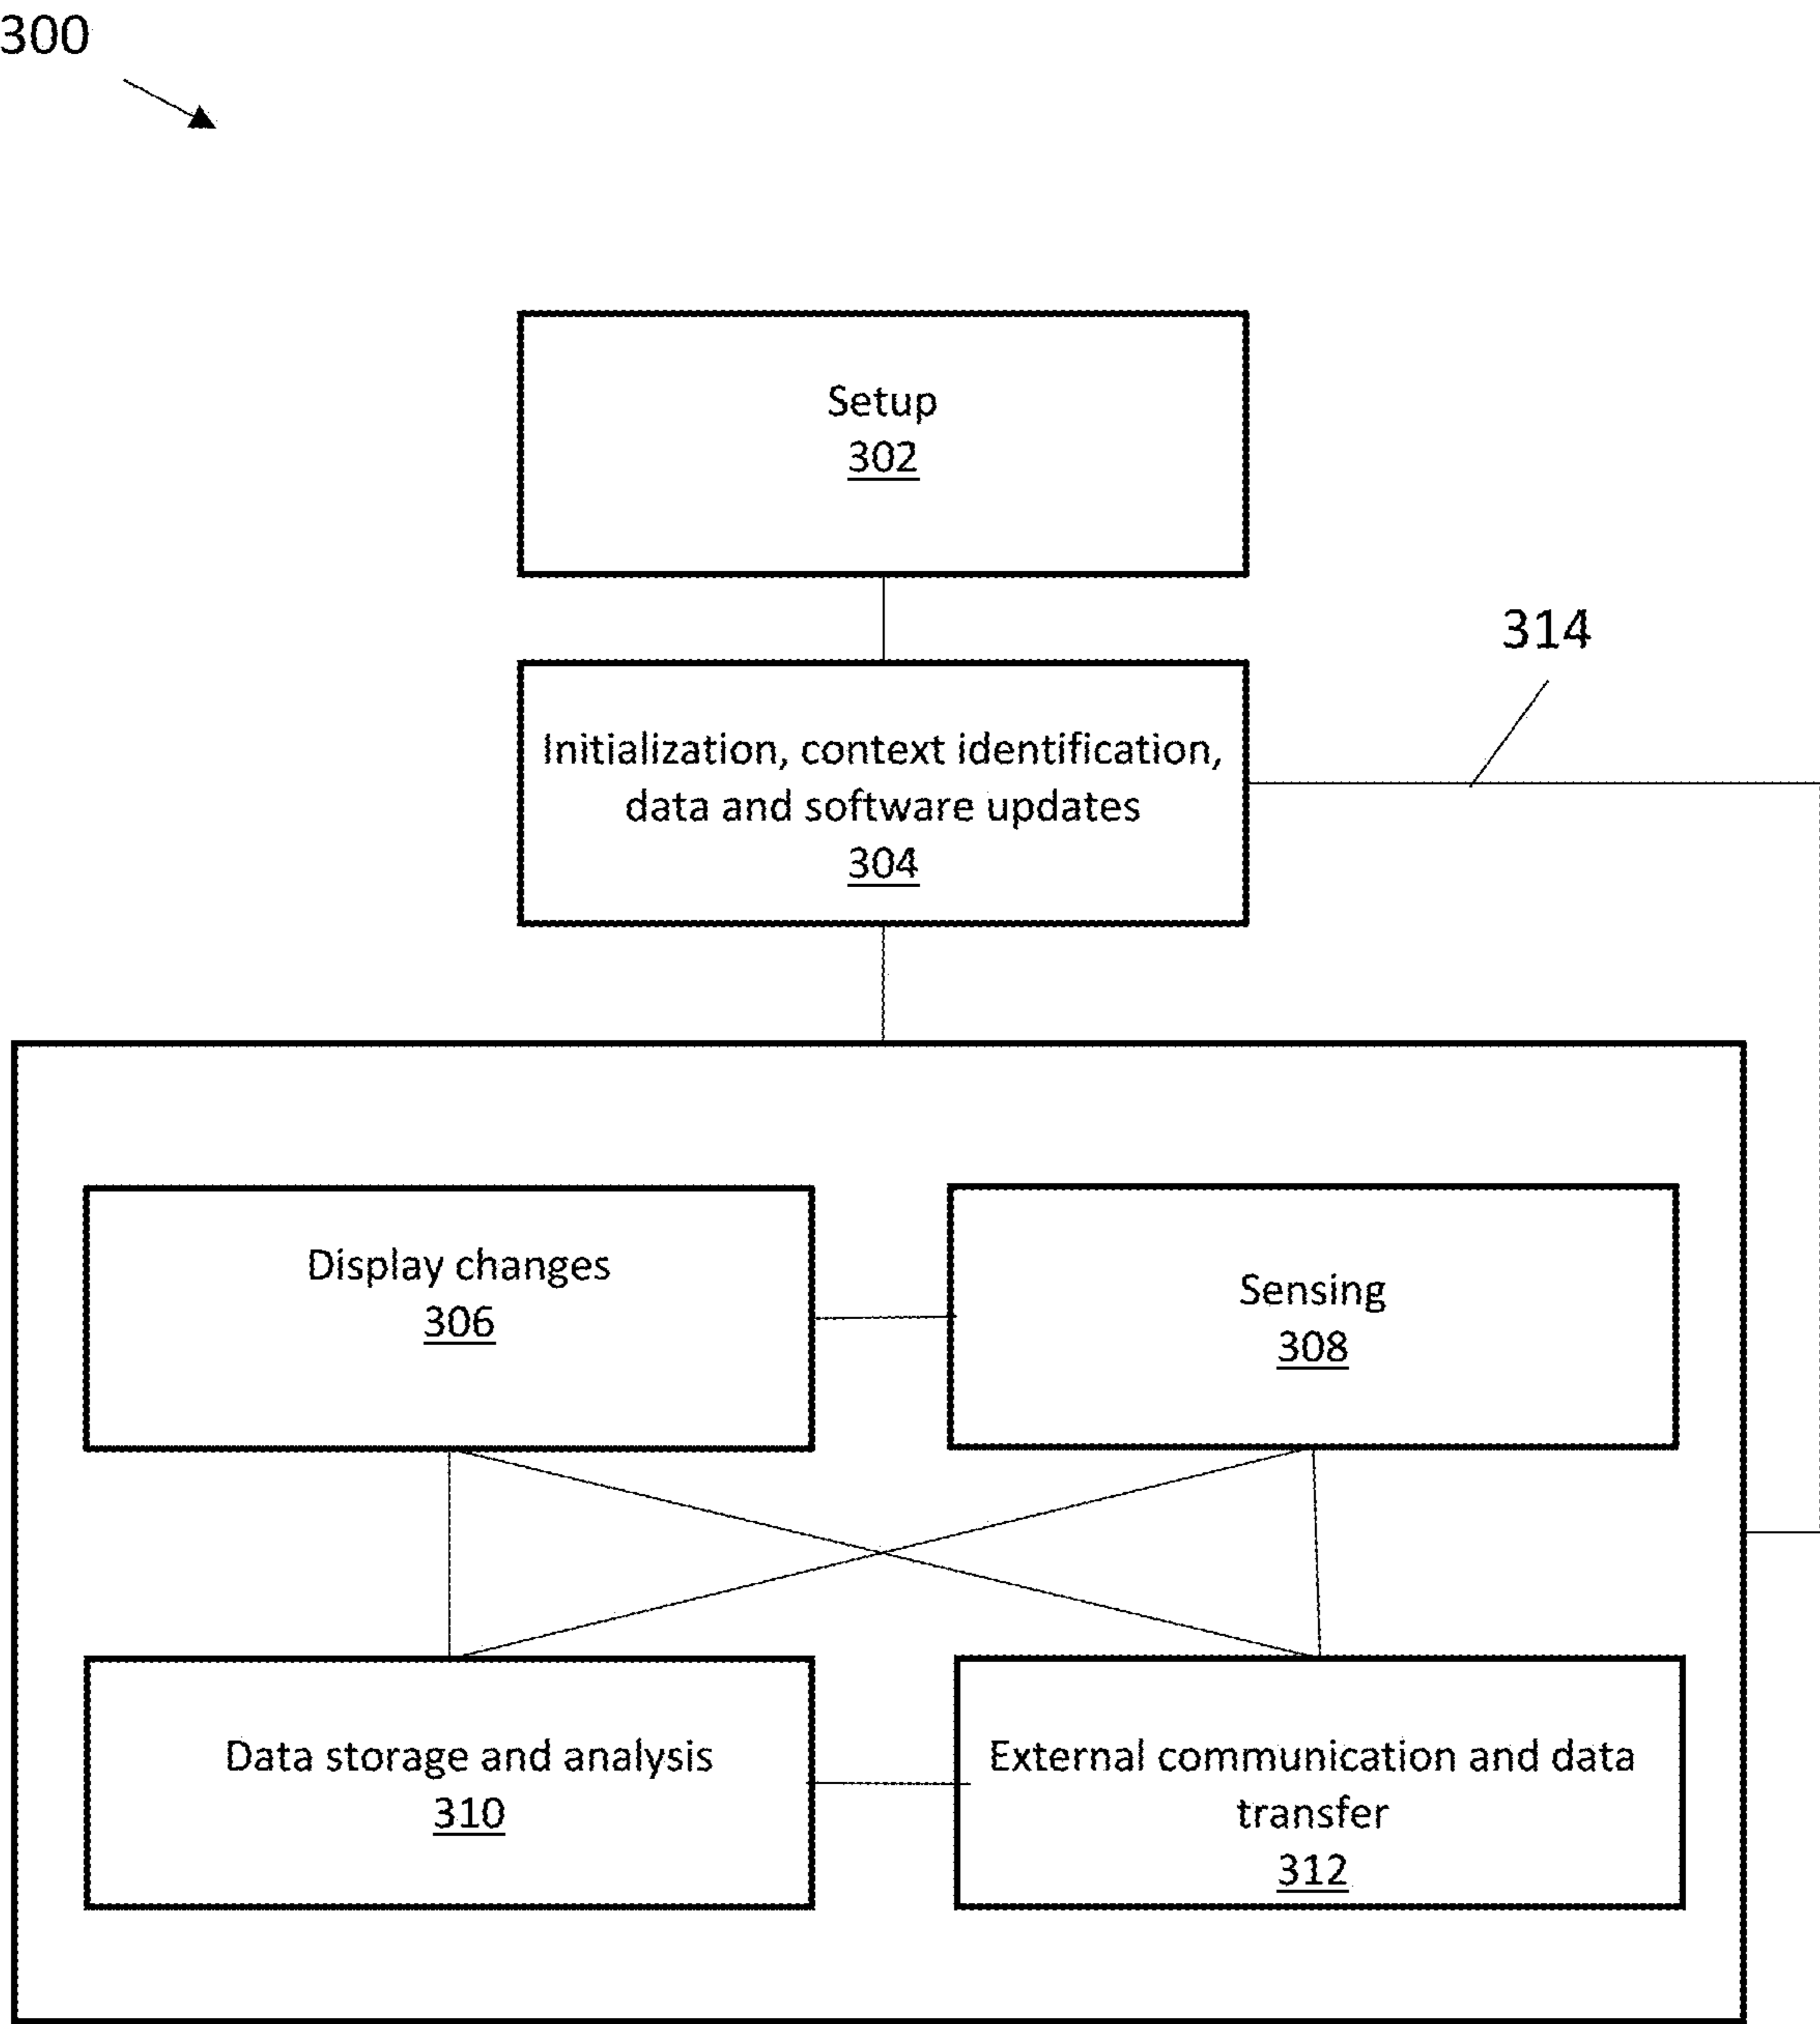 300
Setup
302
314
Initialization, context identification,
data and software updates
304
Display changes
306
Sensing
308
Data storage and analysis
310
External communication and data
transfer
312